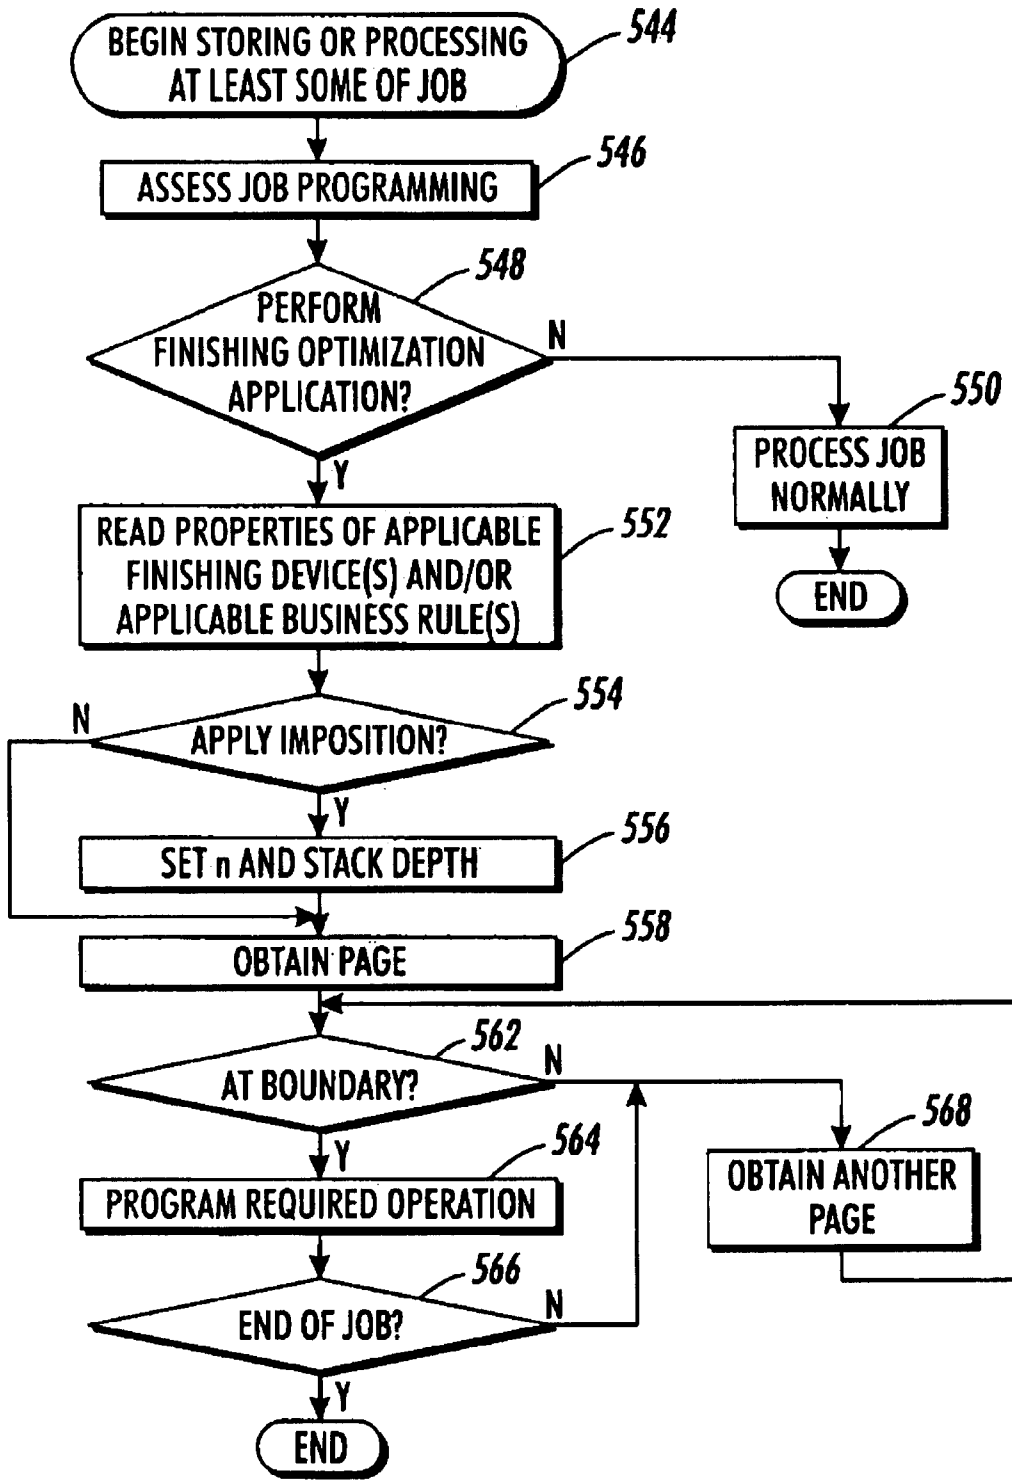 BEGIN STORING OR PROCESSING
AT LEAST SOME OF JOB
544
ASSESS JOB PROGRAMMING
546
548
PERFORM
FINISHING OPTIMIZATION
APPLICATION?
N
Y
550
PROCESS JOB
NORMALLY
END
READ PROPERTIES OF APPLICABLE
FINISHING DEVICE(S) AND/OR
APPLICABLE BUSINESS RULE(S)
552
554
N
APPLY IMPOSITION?
Y
SET n AND STACK DEPTH
556
OBTAIN PAGE
558
562
N
AT BOUNDARY?
Y
564
568
PROGRAM REQUIRED OPERATION
OBTAIN ANOTHER
PAGE
566
N
END OF JOB?
Y
END